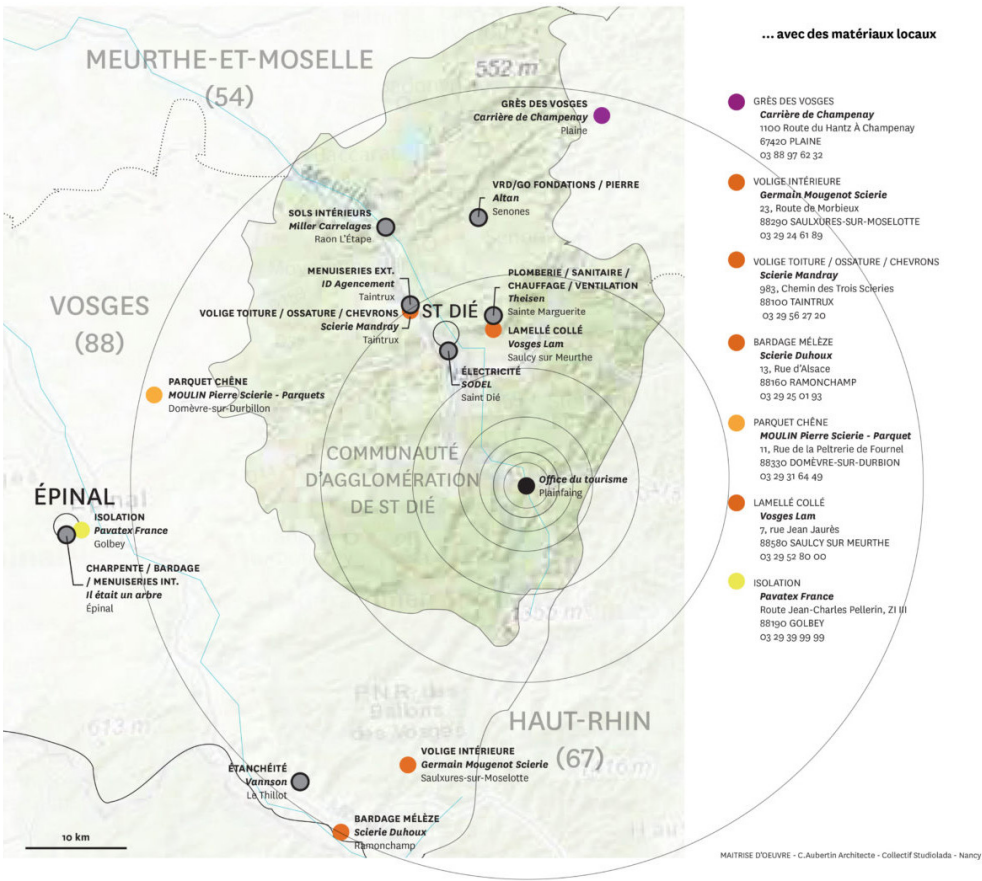 ... avec des matériaux locaux
MEURTHE-ET-MOSELLE
(54)
552 m
GRÈS DES VOSGES
Carrière de Champenay
Plaine
VRD/GO FONDATIONS / PIERRE
Altan
Senones
SOLS INTÉRIEURS
Miller Carrelages
Raon L'Étape
MENUISERIES EXT.
ID Agencement
Taintrux
PLOMBERIE / SANITAIRE /
CHAUFFAGE / VENTILATION
Theisen
Sainte Marguerite
VOSGES
(88)
VOLIGE TOITURE / OSSATURE / CHEVRONS
Scierie Mandray
Taintrux
ST DIÉ
LAMELLÉ COLLÉ
Vosges Lam
Saulcy sur Meurthe
ÉLECTRICITÉ
SODEL
Saint Dié
PARQUET CHÊNE
MOULIN Pierre Scierie - Parquets
Domèvre-sur-Durbillon
COMMUNAUTÉ
D'AGGLOMÉRATION
DE ST DIÉ
Office du tourisme
Plainfaing
ÉPINAL
ISOLATION
Pavatex France
Golbey
CHARPENTE / BARDAGE
/ MENUISERIES INT.
Il était un arbre
Épinal
1355 m
P.N.R. des
Ballons
des Vosges
613 m
HAUT-RHIN
(67)
VOLIGE INTÉRIEURE
Germain Mougenot Scierie
Saulxures-sur-Moselotte
ÉTANCHÉITÉ
Vannson
Le Thillot
BARDAGE MÉLÈZE
Scierie Duhoux
Ramonchamp
10 km
GRÈS DES VOSGES
Carrière de Champenay
1100 Route du Hantz À Champenay
67420 PLAINE
03 88 97 62 32
VOLIGE INTÉRIEURE
Germain Mougenot Scierie
23, Route de Morbieux
88290 SAULXURES-SUR-MOSELOTTE
03 29 24 61 89
VOLIGE TOITURE / OSSATURE / CHEVRONS
Scierie Mandray
983, Chemin des Trois Scieries
88100 TAINTRUX
03 29 56 27 20
BARDAGE MÉLÈZE
Scierie Duhoux
13, Rue d'Alsace
88160 RAMONCHAMP
03 29 25 01 93
PARQUET CHÊNE
MOULIN Pierre Scierie - Parquet
11, Rue de la Peltrerie de Fournel
88330 DOMÈVRE-SUR-DURBION
03 29 31 64 49
LAMELLÉ COLLÉ
Vosges Lam
7, rue Jean Jaurès
88580 SAULCY SUR MEURTHE
03 29 52 80 00
ISOLATION
Pavatex France
Route Jean-Charles Pellerin, ZI III
88190 GOLBEY
03 29 39 99 99
MAITRISE D'OEUVRE - C.Aubertin Architecte - Collectif Studiolada - Nancy